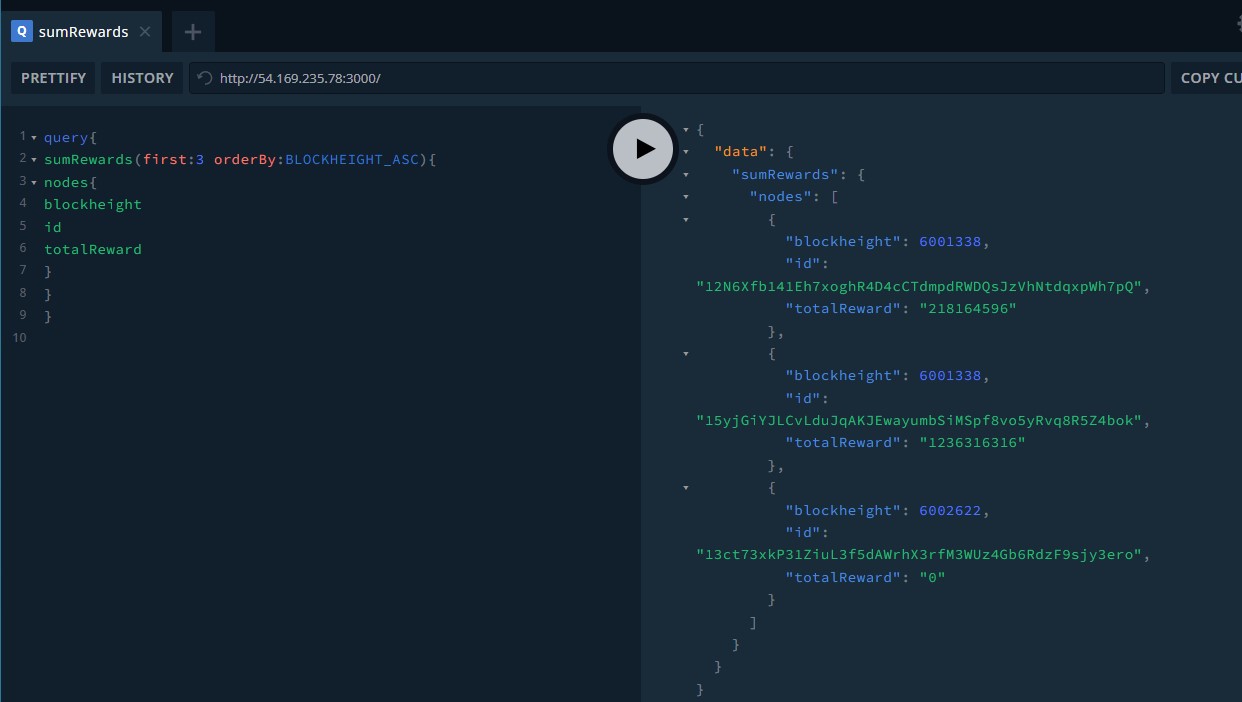 Q sumRewards
PRETTIFY HISTORY http://54.169.235.78:3000/ COPY CU
1 query{
2 sumRewards(first:3 orderBy:BLOCKHEIGHT_ASC){
3 nodes{
4 blockheight
5 id
6 totalReward
7 }
8 }
9 }
10
{
"data": {
"sumRewards": {
"nodes": [
{
"blockheight": 6001338,
"id":
"12N6Xfb141Eh7xoghR4D4cCTdmpdRWDQsJzVhNtdqxpWh7pQ",
"totalReward": "218164596"
},
{
"blockheight": 6001338,
"id":
"15yjGiYJLCvLduJqAKJEwayumbSiMSpf8vo5yRvq8R5Z4bok",
"totalReward": "1236316316"
},
{
"blockheight": 6002622,
"id":
"13ct73xkP31ZiuL3f5dAWrhX3rfM3WUz4Gb6RdzF9sjy3ero",
"totalReward": "0"
}
]
}
}
}